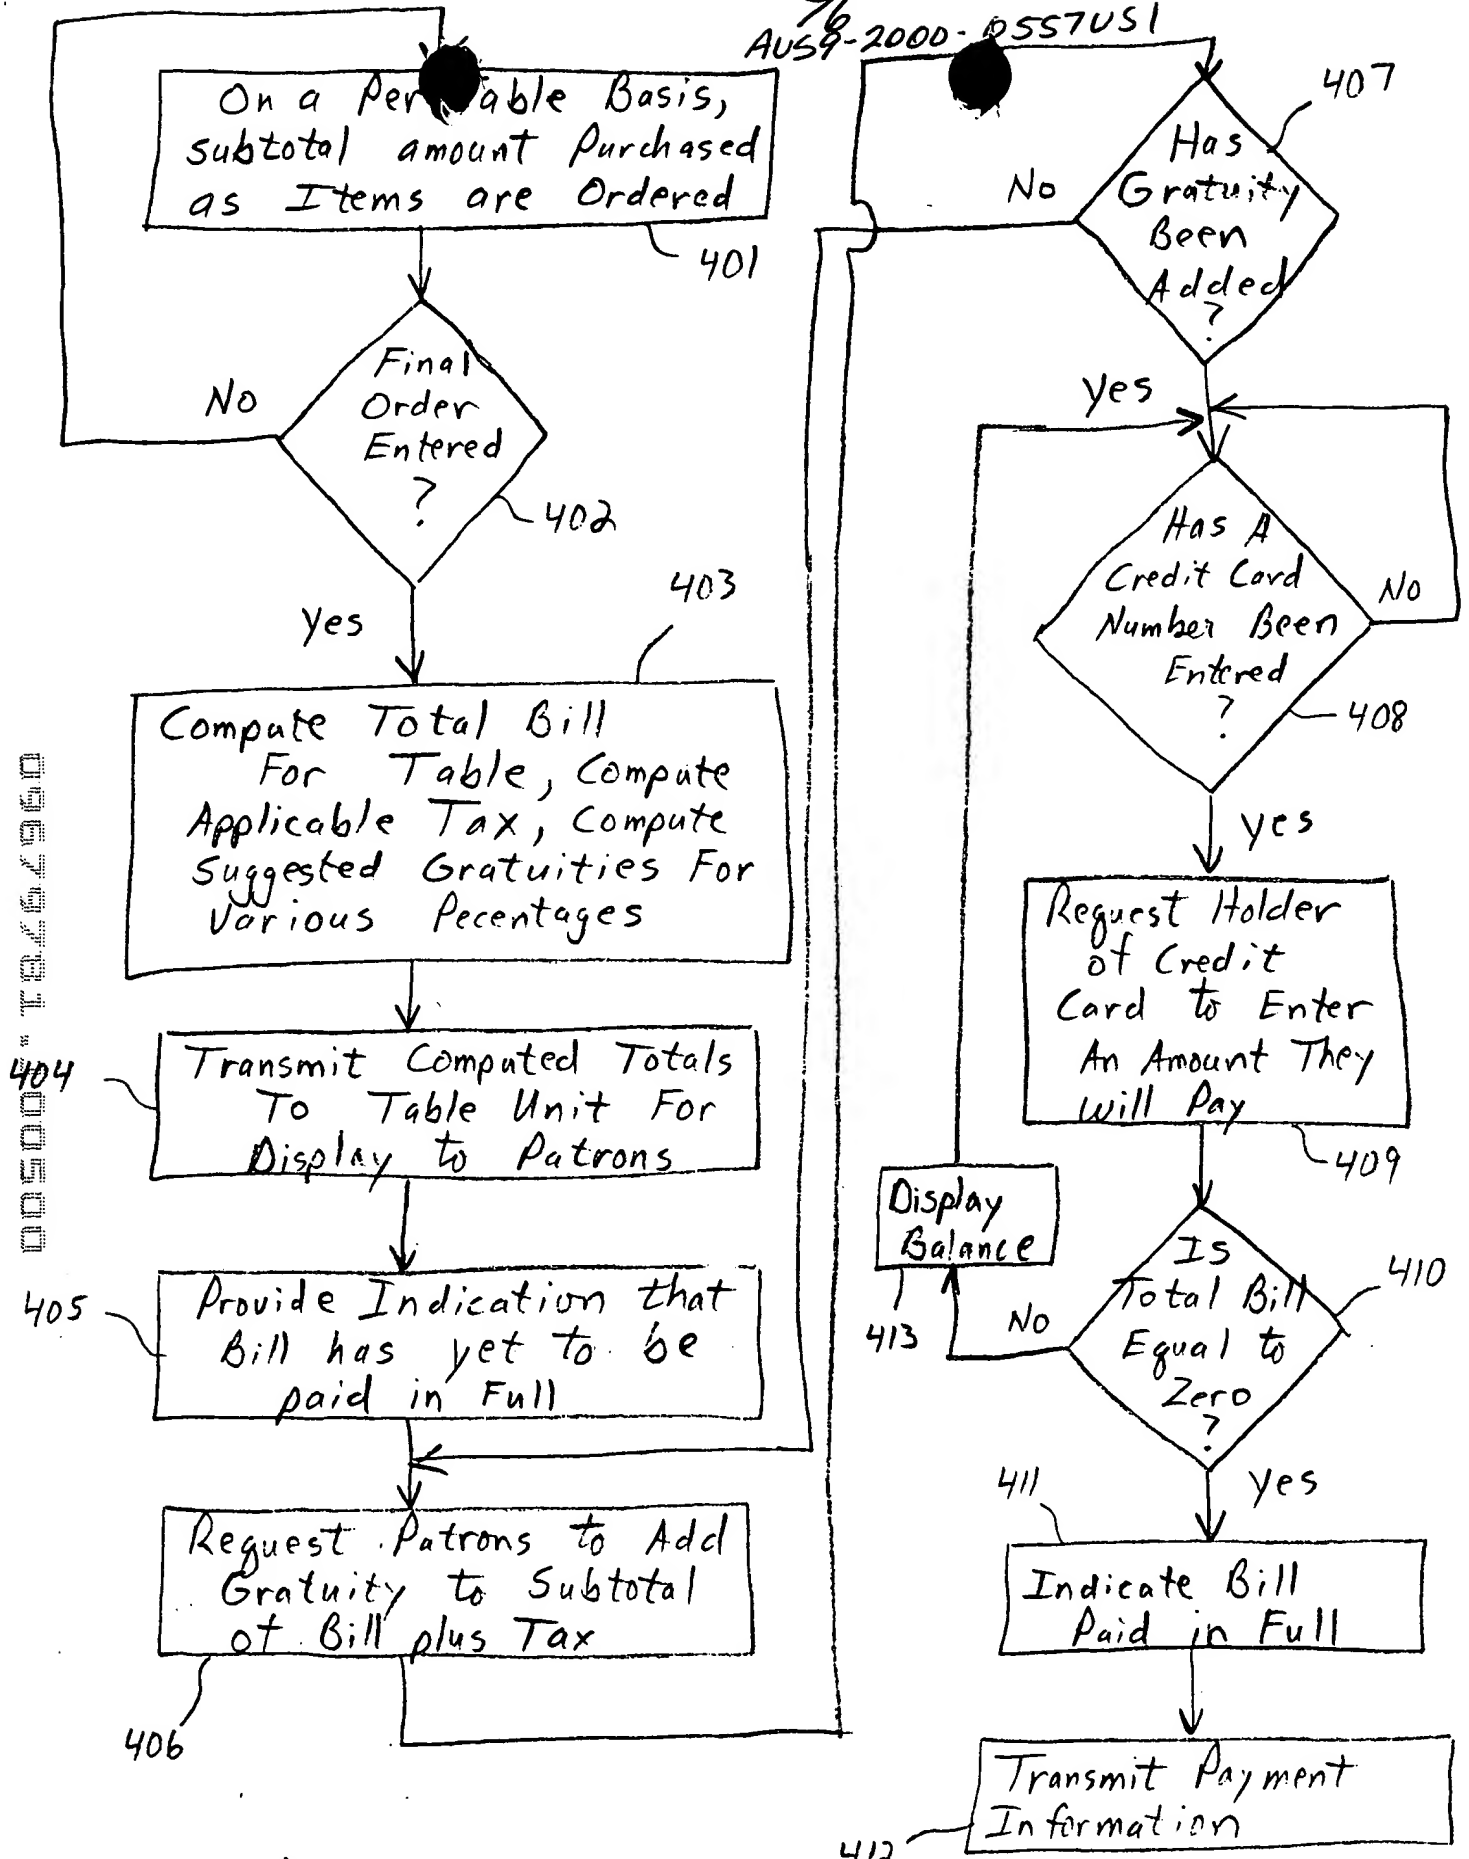 76
AUS9-2000-0557US1
On a Per Table Basis,
subtotal amount Purchased
as Items are Ordered
401
Final
Order
Entered
?
402
No
Yes
403
Compute Total Bill
For Table, Compute
Applicable Tax, Compute
Suggested Gratuities For
Various Pecentages
Transmit Computed Totals
To Table Unit For
Display to Patrons
404
Provide Indication that
Bill has yet to be
paid in Full
405
Request Patrons to Add
Gratuity to Subtotal
of Bill plus Tax
406
407
Has
Gratuity
Been
Added
?
No
Yes
Has A
Credit Card
Number Been
Entered
?
No
408
Yes
Request Holder
of Credit
Card to Enter
An Amount They
Will Pay
409
Display
Balance
413
Is
Total Bill
Equal to
Zero
?
410
No
Yes
411
Indicate Bill
Paid in Full
Transmit Payment
Information
412
09679781.100500